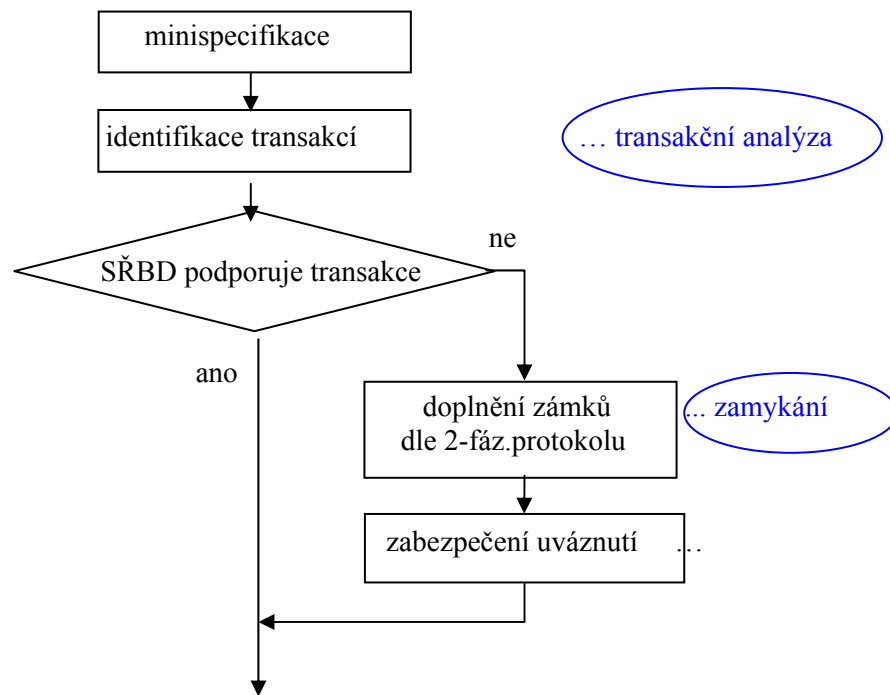 minispecifikace
identifikace transakcí
… transakční analýza
ne
SŘBD podporuje transakce
ano
doplnění zámků
dle 2-fáz.protokolu
... zamykání
zabezpečení uváznutí …